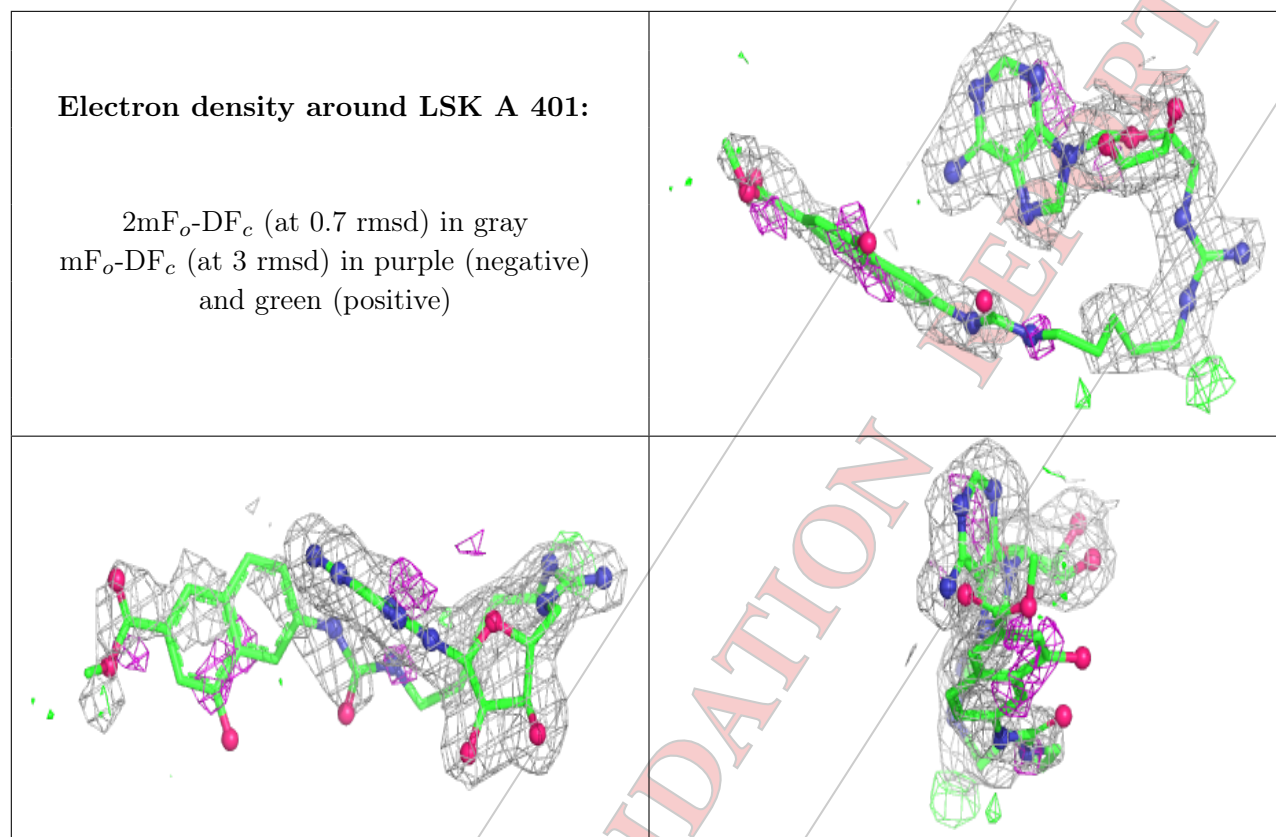 Electron density around LSK A 401:
2mFo-DFc (at 0.7 rmsd) in gray
mFo-DFc (at 3 rmsd) in purple (negative)
and green (positive)